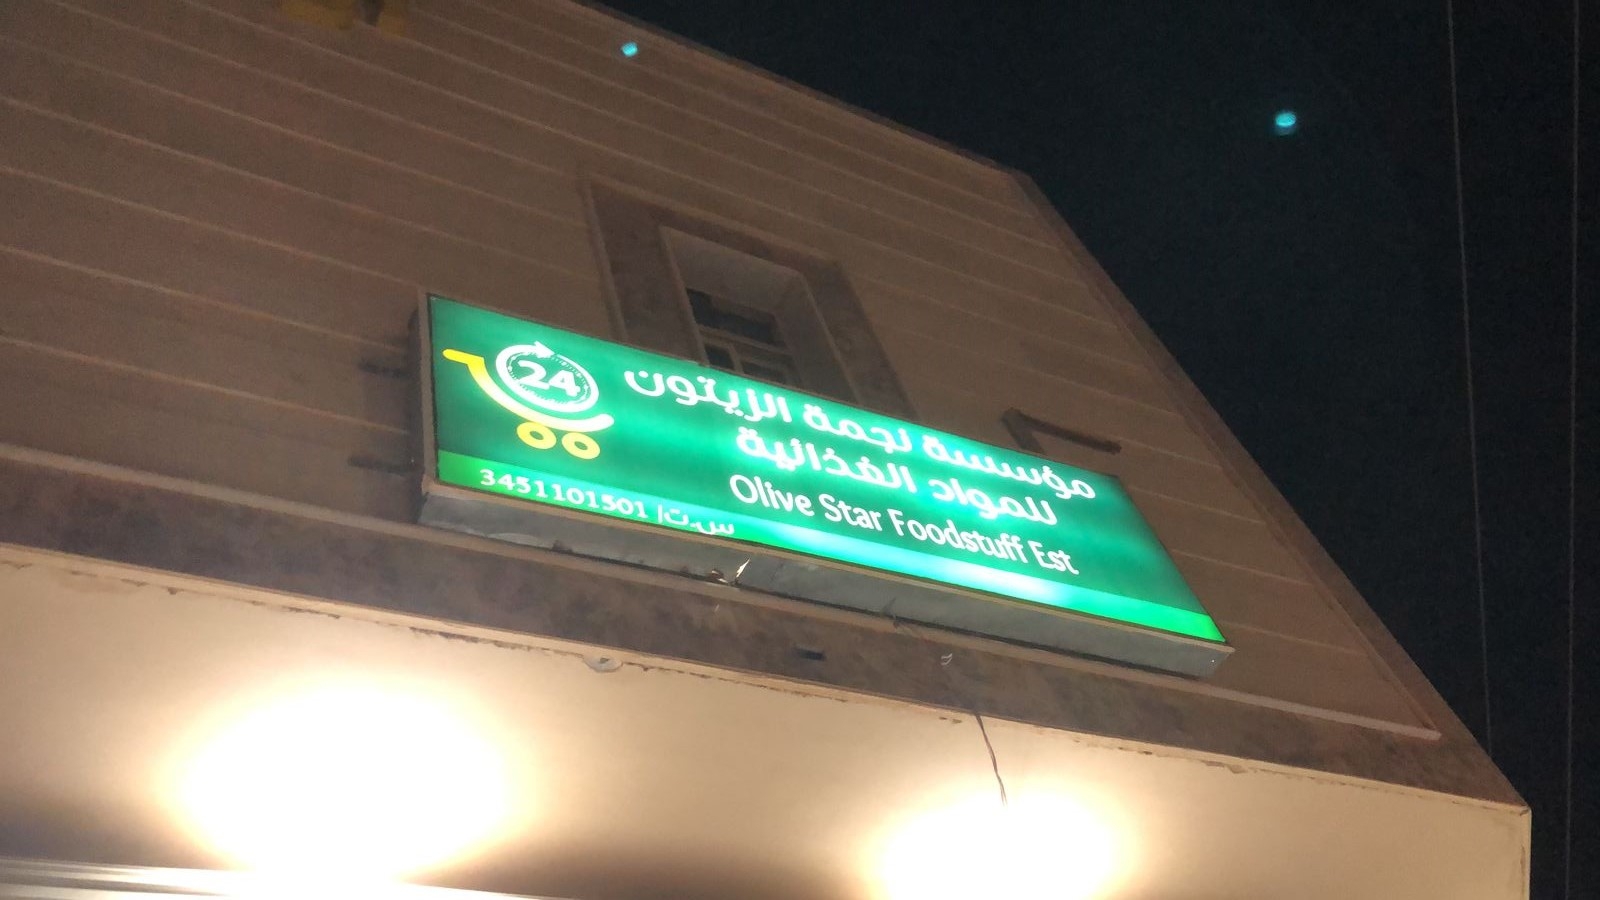 24
مؤسسة نجمة الزيتون
للمواد الغذائية
Olive Star Foodstuff Est
س.ت/ 3451101501